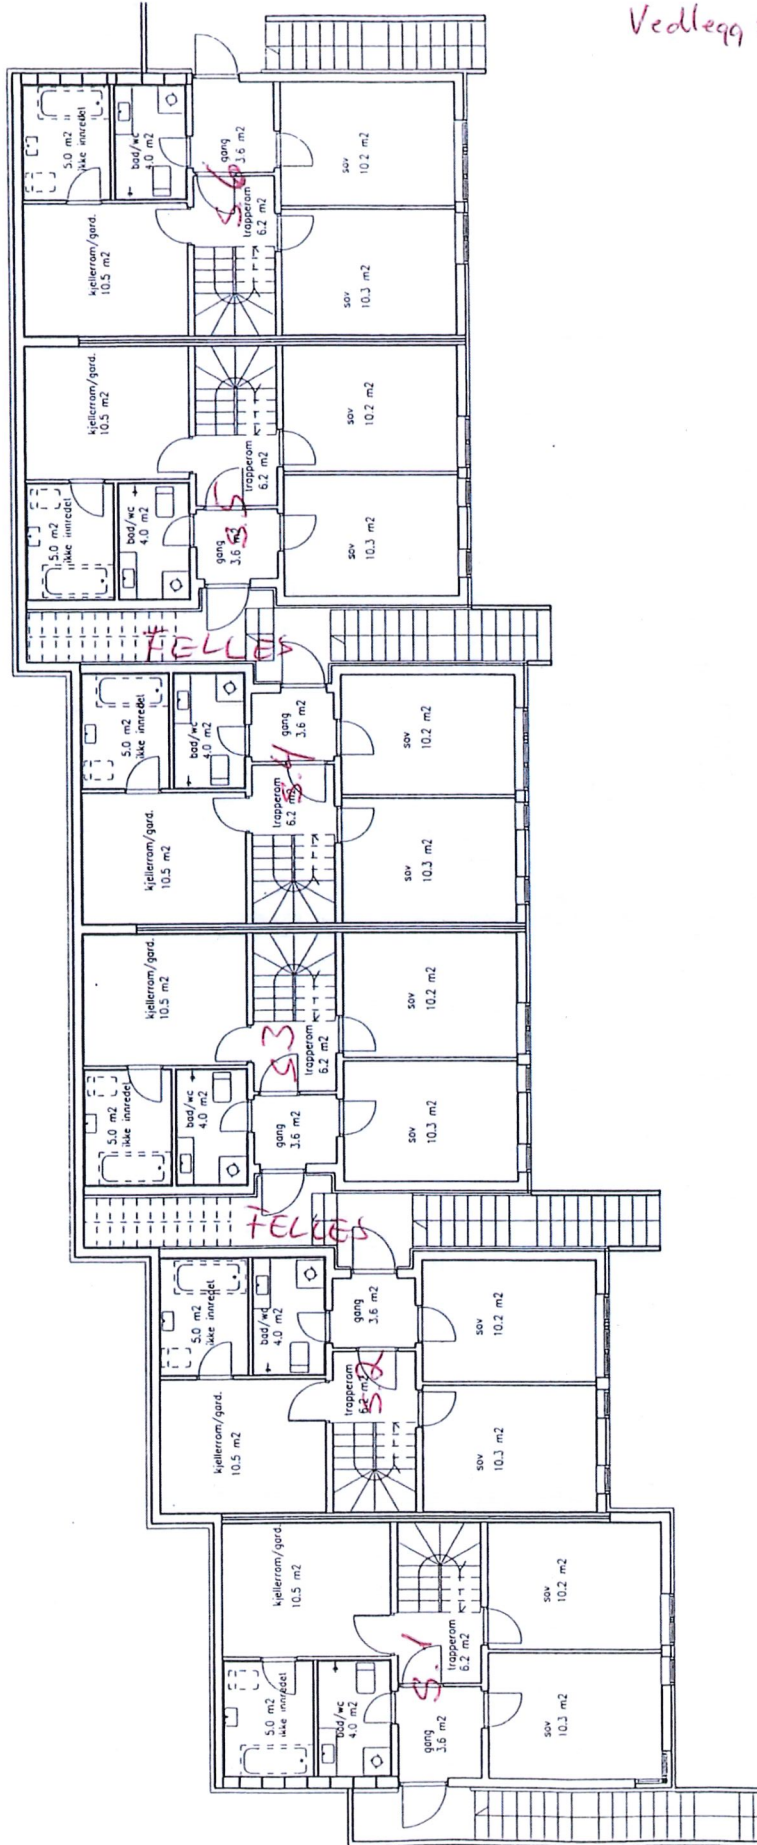 Vedlegg
5.0 m2
ikke innredet
bad/wc
4.0 m2
gang
3.6 m2
S.6
trapperom
6.2 m2
sov
10.2 m2
kjellerrom/gard.
10.5 m2
sov
10.3 m2
kjellerrom/gard.
10.5 m2
sov
10.2 m2
trapperom
6.2 m2
S.5
5.0 m2
ikke innredet
bad/wc
4.0 m2
gang
3.6 m2
sov
10.3 m2
FELLES
5.0 m2
ikke innredet
bad/wc
4.0 m2
gang
3.6 m2
sov
10.2 m2
S.4
trapperom
6.2 m2
kjellerrom/gard.
10.5 m2
sov
10.3 m2
kjellerrom/gard.
10.5 m2
sov
10.2 m2
S 3
trapperom
6.2 m2
5.0 m2
ikke innredet
bad/wc
4.0 m2
gang
3.6 m2
sov
10.3 m2
FELLES
5.0 m2
ikke innredet
bad/wc
4.0 m2
gang
3.6 m2
sov
10.2 m2
trapperom
6.2 m2
S.2
kjellerrom/gard.
10.5 m2
sov
10.3 m2
kjellerrom/gard.
10.5 m2
sov
10.2 m2
trapperom
6.2 m2
S.1
5.0 m2
ikke innredet
bad/wc
4.0 m2
gang
3.6 m2
sov
10.3 m2